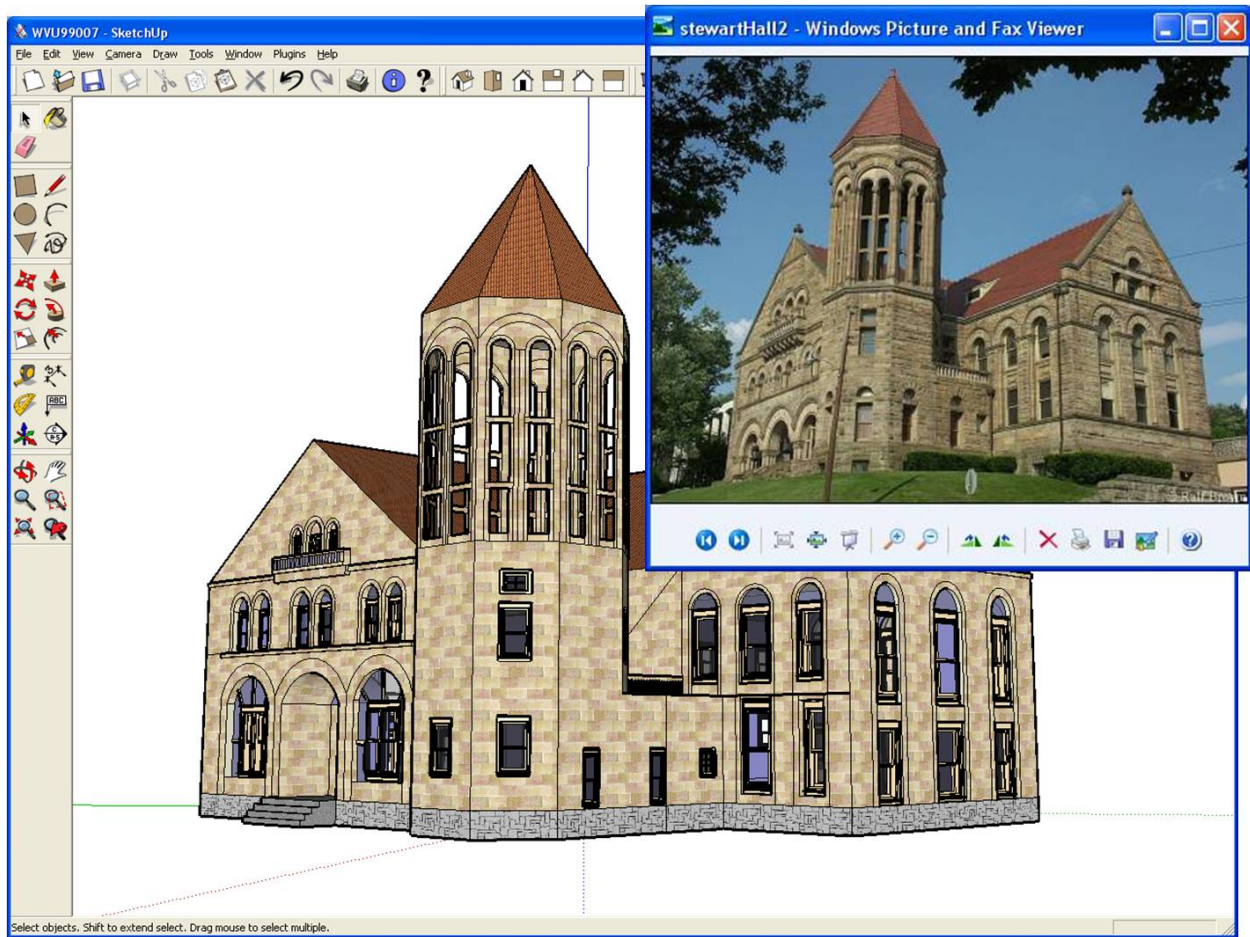 WVU99007 - SketchUp
File Edit View Camera Draw Tools Window Plugins Help
stewartHall2 - Windows Picture and Fax Viewer
ABC
Select objects. Shift to extend select. Drag mouse to select multiple.